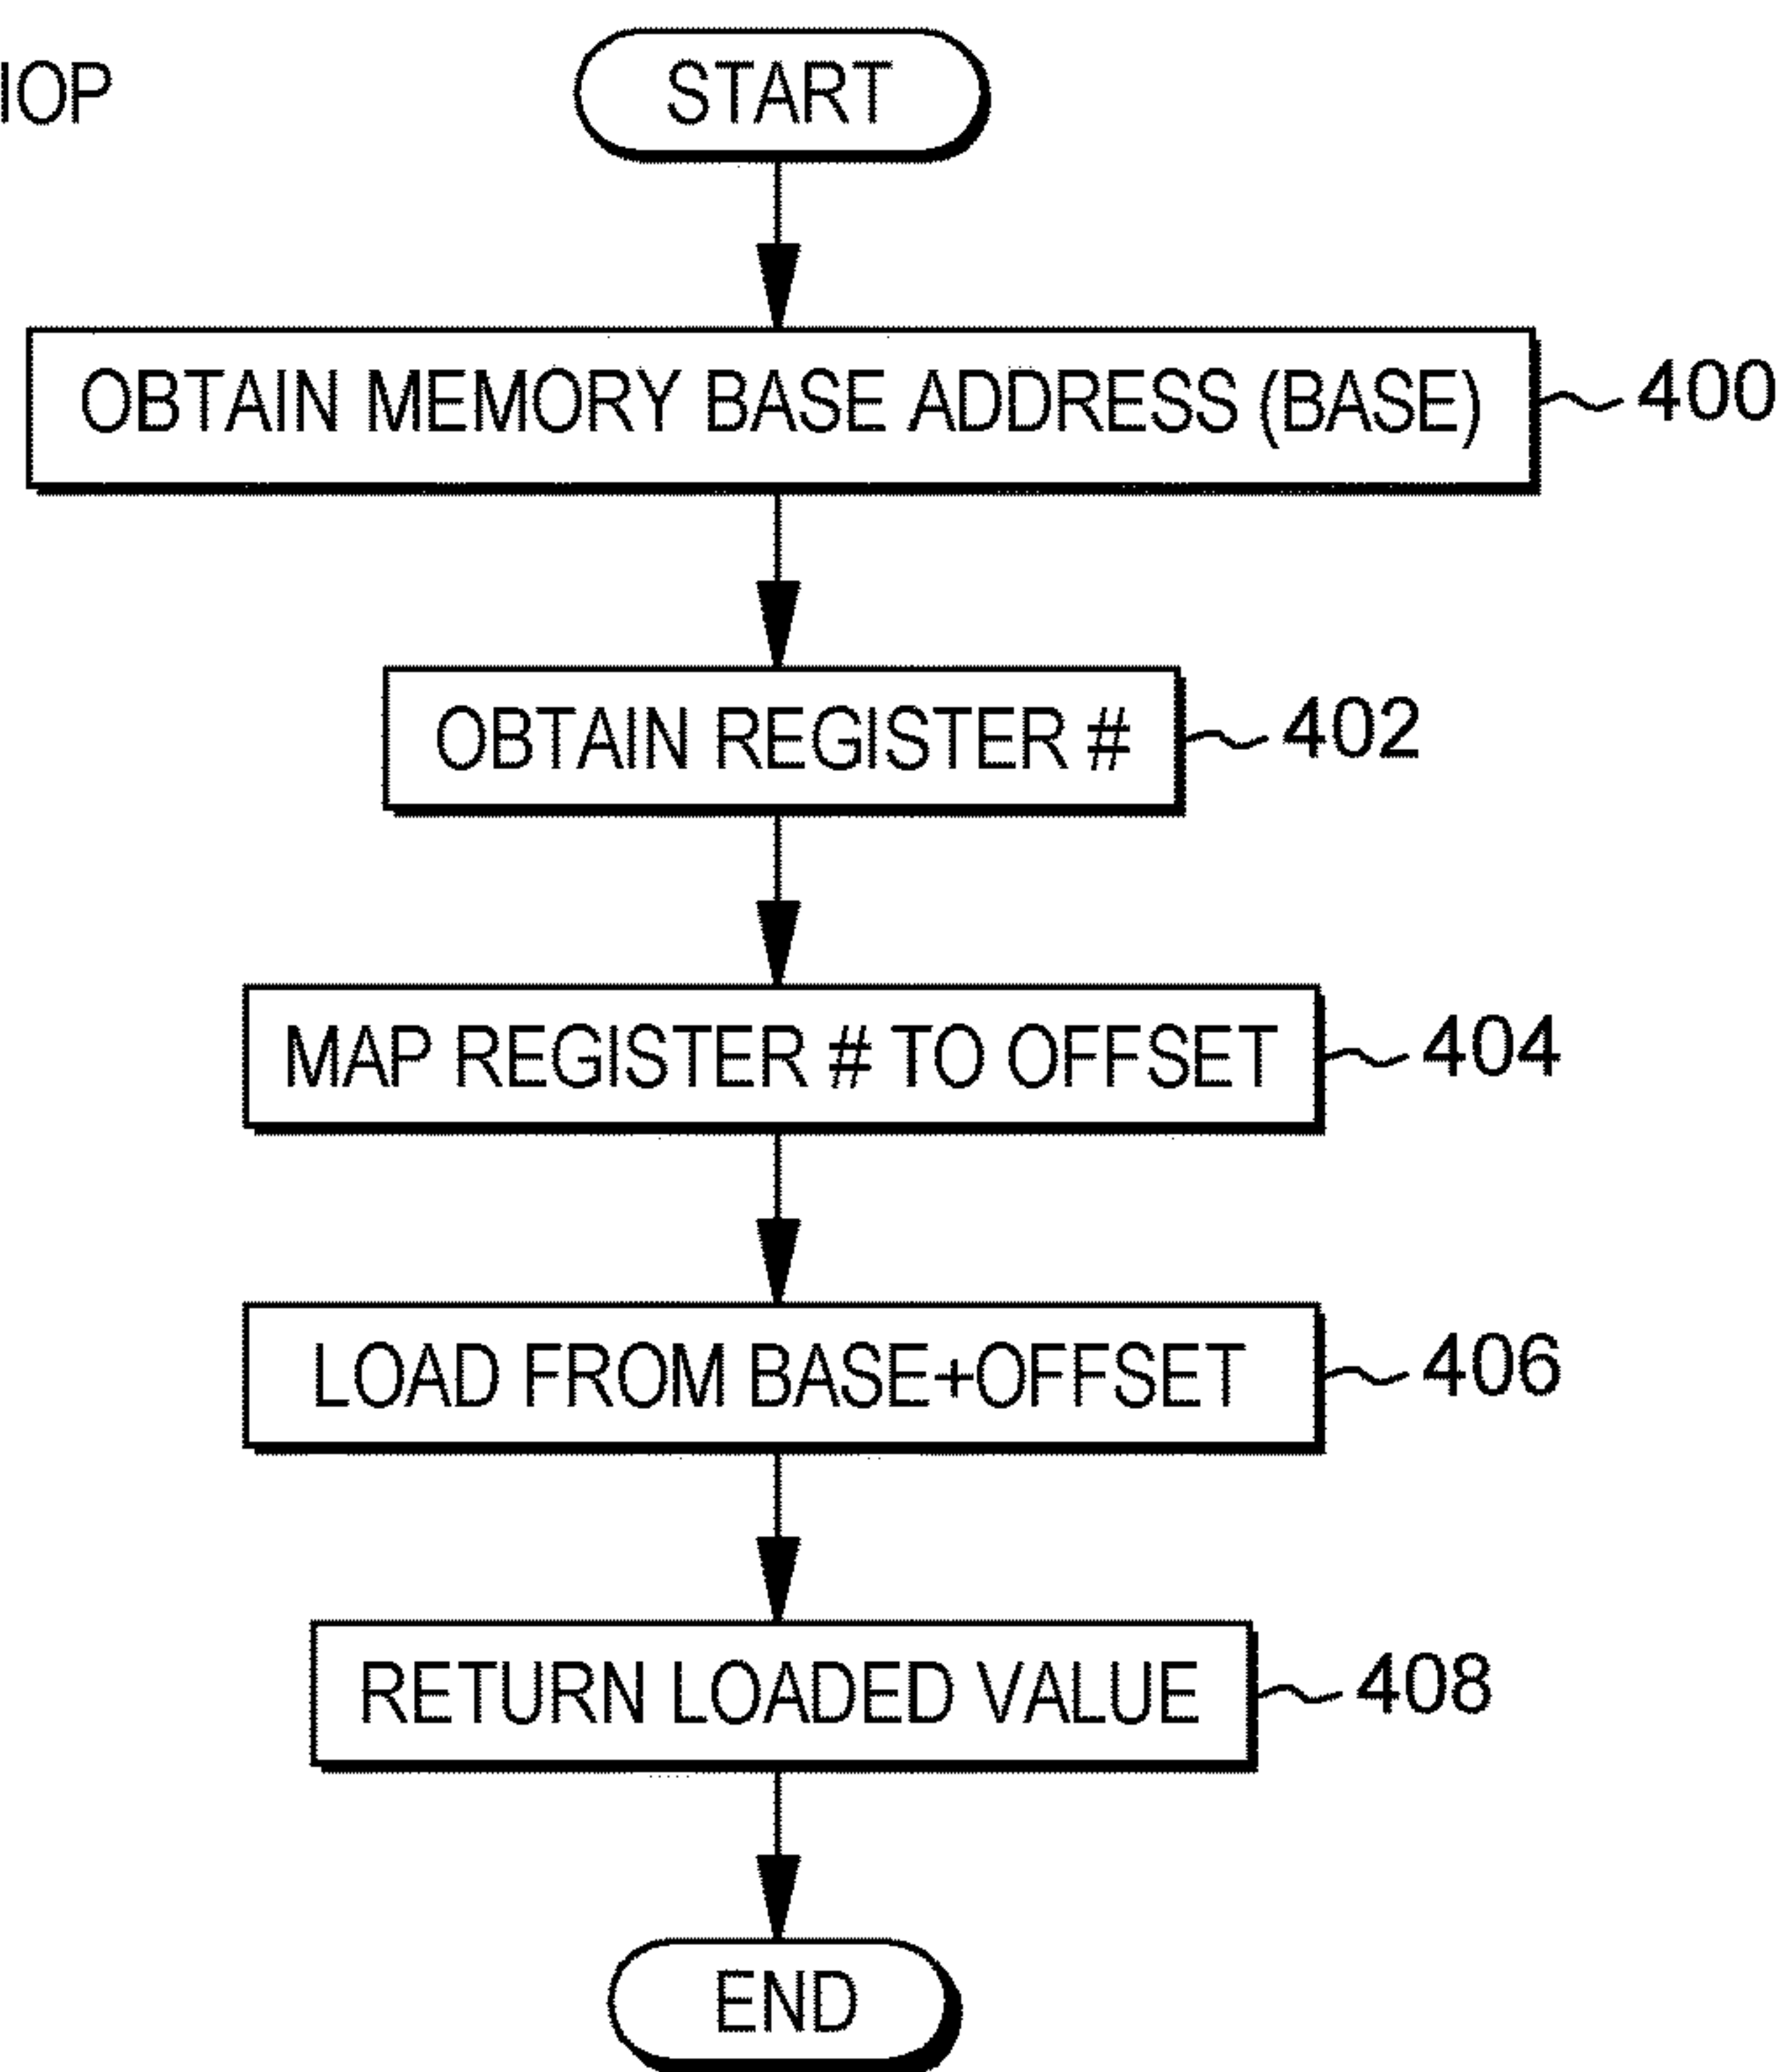 IOP
START
OBTAIN MEMORY BASE ADDRESS (BASE)
400
OBTAIN REGISTER #
402
MAP REGISTER # TO OFFSET
404
LOAD FROM BASE+OFFSET
406
RETURN LOADED VALUE
408
END